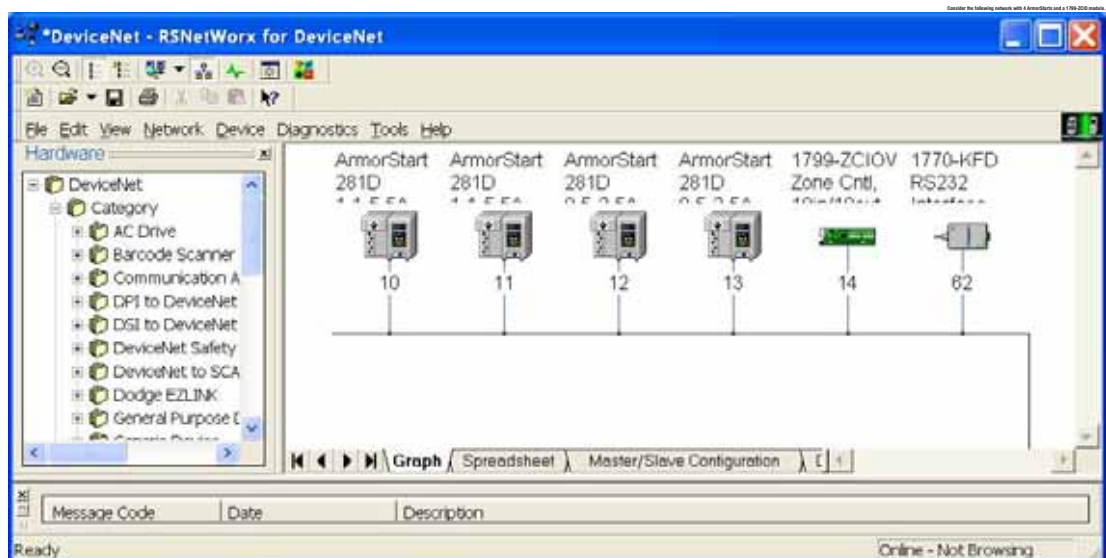 Consider the following network with 4 ArmorStarts and a 1799-ZCIO module.
*DeviceNet - RSNetWorx for DeviceNet
File Edit View Network Device Diagnostics Tools Help
Hardware
DeviceNet
Category
AC Drive
Barcode Scanner
Communication A
DPI to DeviceNet
DSI to DeviceNet
DeviceNet Safety
DeviceNet to SCA
Dodge EZLINK
General Purpose D
ArmorStart ArmorStart ArmorStart ArmorStart 1799-ZCIOV 1770-KFD
281D 281D 281D 281D Zone Cntl, RS232
10 11 12 13 14 62
Graph Spreadsheet Master/Slave Configuration
Message Code Date Description
Ready Online - Not Browsing